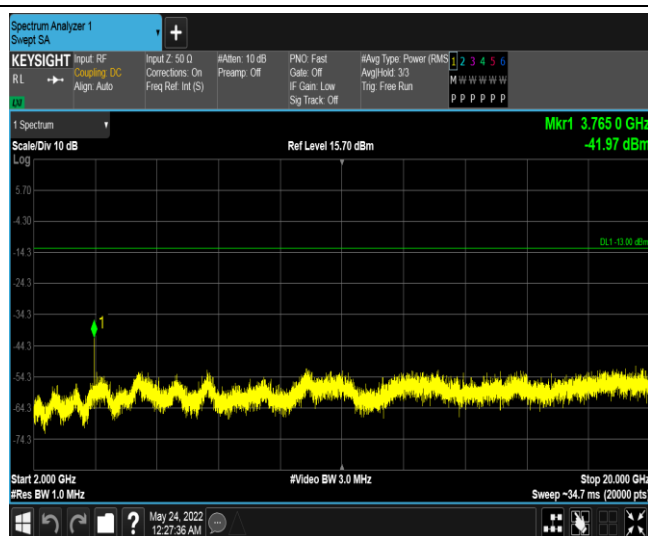 Spectrum Analyzer 1
Swept SA
+
KEYSIGHT Input: RF Input Z: 50 Ω #Atten: 10 dB PNO: Fast #Avg Type: Power (RMS 1 2 3 4 5 6
RL Coupling: DC Corrections: On Preamp: Off Gate: Off Avg|Hold: 3/3 M W W W W W
Align: Auto Freq Ref: Int (S) IF Gain: Low Trig: Free Run
Sig Track: Off P P P P P P
LW
1 Spectrum Mkr1 3.765 0 GHz
Scale/Div 10 dB Ref Level 15.70 dBm -41.97 dBm
Log
5.70
-4.30
DL1 -13.00 dBm
-14.3
-24.3
-34.3
1
-44.3
-54.3
-64.3
-74.3
Start 2.000 GHz #Video BW 3.0 MHz Stop 20.000 GHz
#Res BW 1.0 MHz Sweep ~34.7 ms (20000 pts)
? May 24, 2022
12:27:36 AM